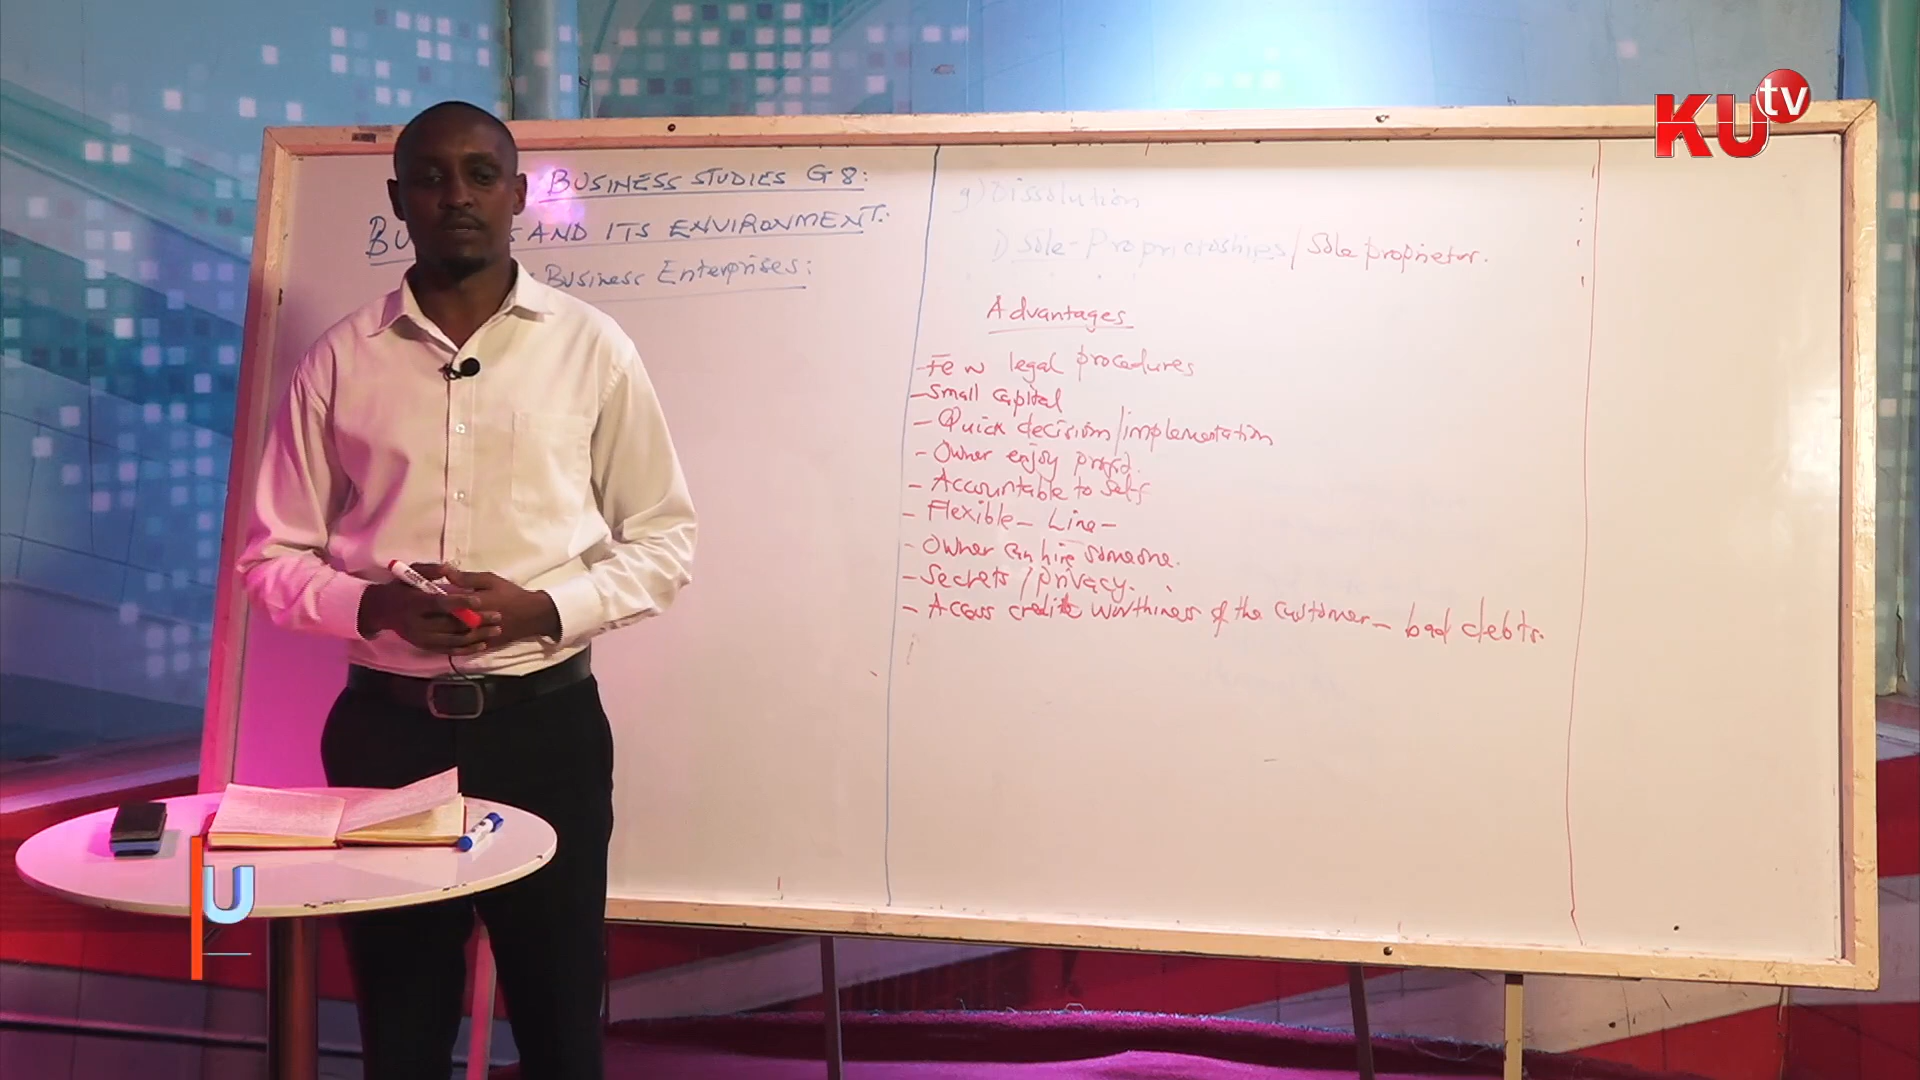 KU tv
BUSINESS STUDIES G8:
BU S AND ITS ENVIRONMENT:
Business Enterprises:
g) Dissolution
i) Sole-Proprietoships/Sole proprietor.
Advantages
- Few legal procedures
- Small capital
- Quick decision/implementation
- Owner enjoy
- Accountable to self
- Flexible - Line -
- Owner can hire someone.
- Secrets / privacy.
- Access credit worthiness of the customer - bad debts.
U